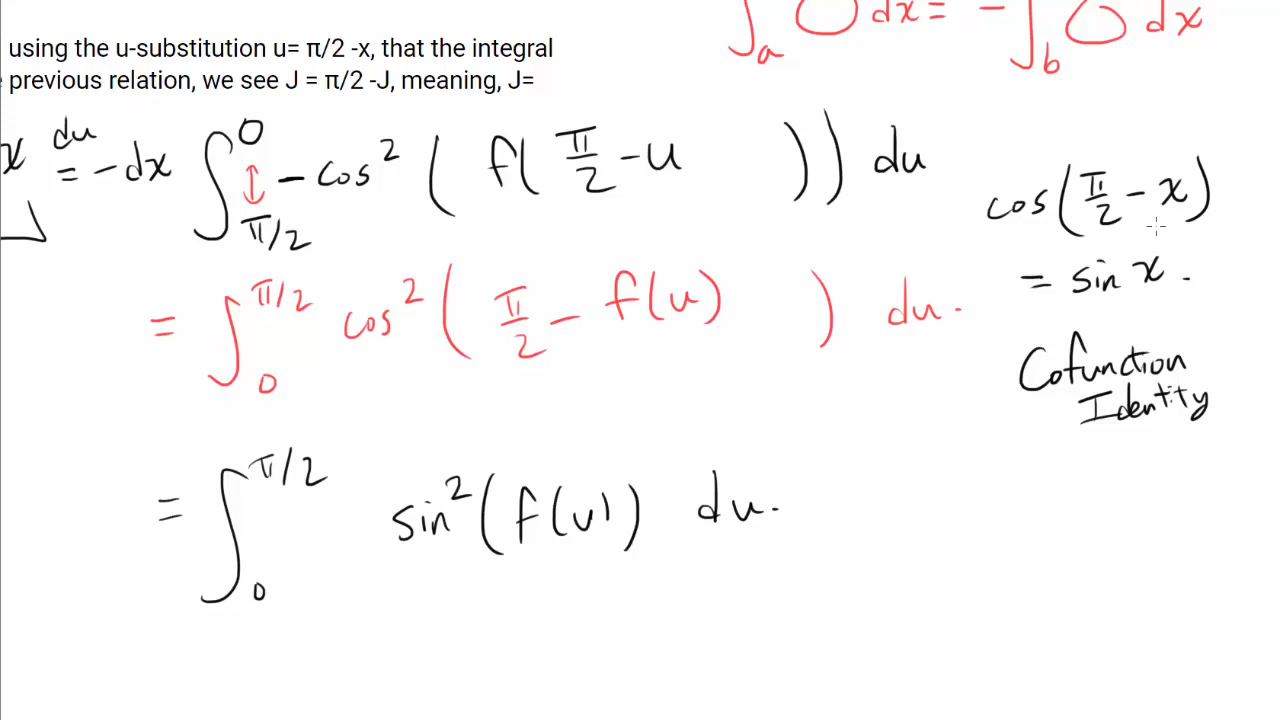 ∫ₐ dx = - ∫_b dx
using the u-substitution u= π/2 -x, that the integral
previous relation, we see J = π/2 -J, meaning, J=
x du = -dx ∫_{π/2}^{0} - cos² ( f( π/2 - u )) du
cos( π/2 - x )
= sin x .
= ∫_0^{π/2} cos² ( π/2 - f(u) ) du.
Cofunction
Identity
= ∫_0^{π/2} sin² ( f(u) ) du.